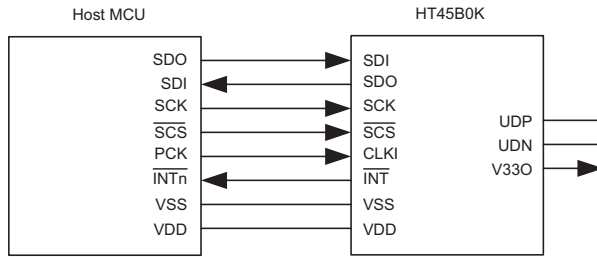 Host MCU
HT45B0K
SDO
SDI
SCK
SCS
PCK
INTn
VSS
VDD
SDI
SDO
SCK
SCS
CLKI
INT
VSS
VDD
UDP
UDN
V33O